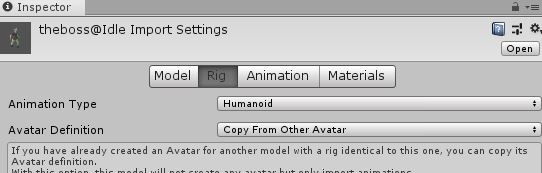 Inspector
theboss@Idle Import Settings
Open
Model Rig Animation Materials
Animation Type Humanoid
Avatar Definition Copy From Other Avatar
If you have already created an Avatar for another model with a rig identical to this one, you can copy its
Avatar definition.
With this option, this model will not create any avatar but only import animations.